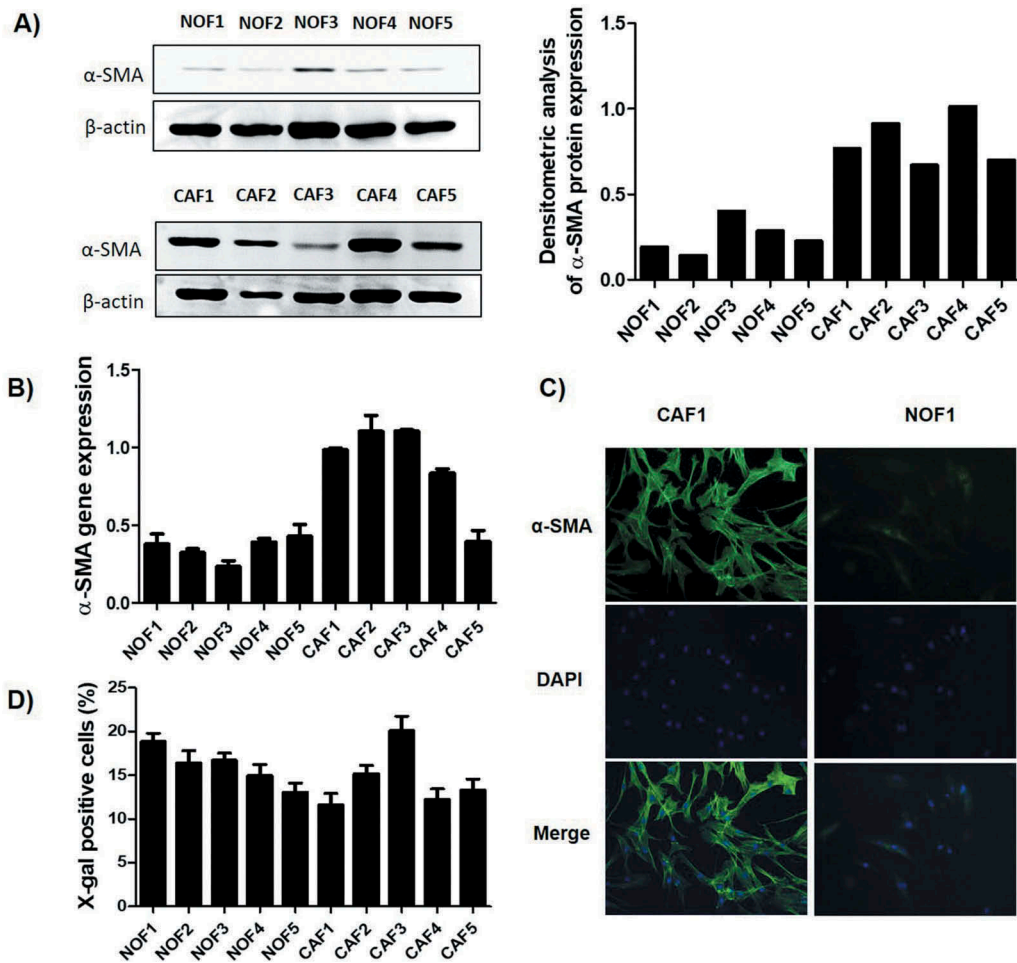 A)
NOF1 NOF2 NOF3 NOF4 NOF5
α-SMA
β-actin
CAF1 CAF2 CAF3 CAF4 CAF5
α-SMA
β-actin
Densitometric analysis
of α-SMA protein expression
1.5
1.0
0.5
0.0
NOF1 NOF2 NOF3 NOF4 NOF5 CAF1 CAF2 CAF3 CAF4 CAF5
B)
α-SMA gene expression
1.5
1.0
0.5
0.0
NOF1 NOF2 NOF3 NOF4 NOF5 CAF1 CAF2 CAF3 CAF4 CAF5
C)
CAF1 NOF1
α-SMA
DAPI
Merge
D)
X-gal positive cells (%)
25
20
15
10
5
0
NOF1 NOF2 NOF3 NOF4 NOF5 CAF1 CAF2 CAF3 CAF4 CAF5